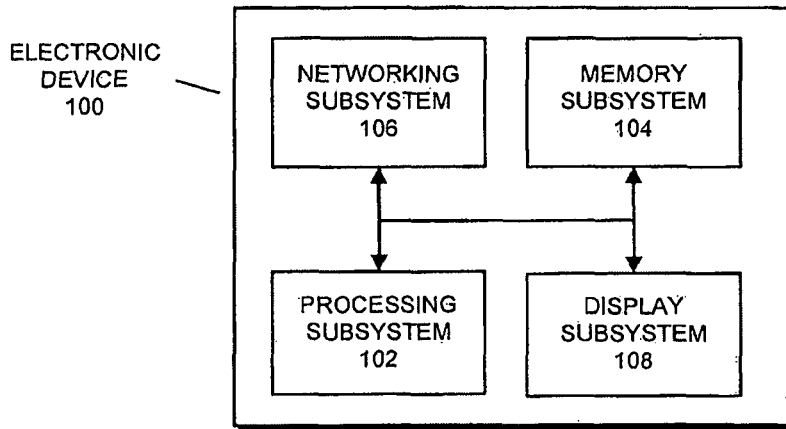 ELECTRONIC
DEVICE
100
NETWORKING
SUBSYSTEM
106
MEMORY
SUBSYSTEM
104
PROCESSING
SUBSYSTEM
102
DISPLAY
SUBSYSTEM
108